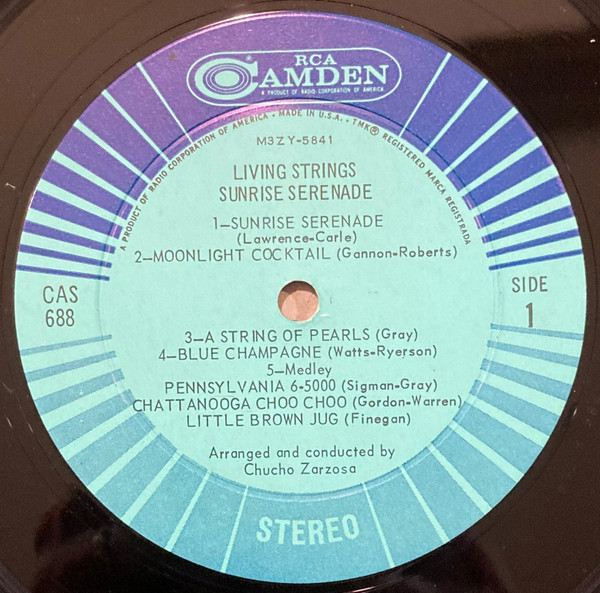 RCA
CAMDEN
A PRODUCT OF RADIO CORPORATION OF AMERICA
A PRODUCT OF RADIO CORPORATION OF AMERICA • MADE IN U.S.A. • TMK® REGISTERED MARCA REGISTRADA
M3ZY-5841
LIVING STRINGS
SUNRISE SERENADE
1—SUNRISE SERENADE
(Lawrence-Carle)
2—MOONLIGHT COCKTAIL (Gannon-Roberts)
CAS
688
SIDE
1
3—A STRING OF PEARLS (Gray)
4—BLUE CHAMPAGNE (Watts-Ryerson)
5—Medley
PENNSYLVANIA 6-5000 (Sigman-Gray)
CHATTANOOGA CHOO CHOO (Gordon-Warren)
LITTLE BROWN JUG (Finegan)
Arranged and conducted by
Chucho Zarzosa
STEREO